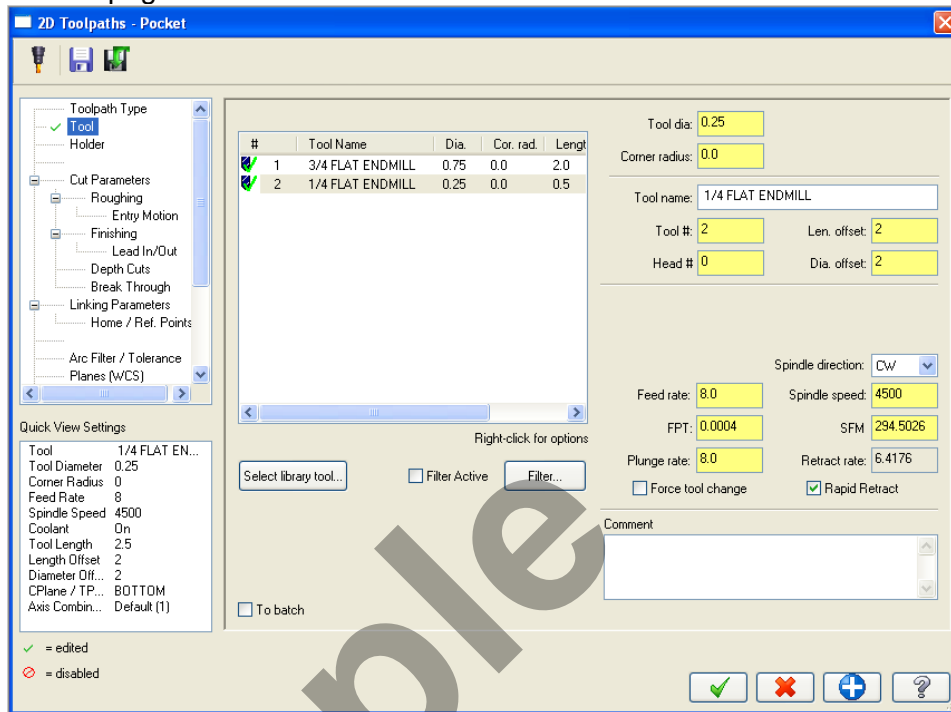 2D Toolpaths - Pocket
Toolpath Type
Tool
Holder
Cut Parameters
Roughing
Entry Motion
Finishing
Lead In/Out
Depth Cuts
Break Through
Linking Parameters
Home / Ref. Points
Arc Filter / Tolerance
Planes (WCS)
Quick View Settings
Tool 1/4 FLAT EN...
Tool Diameter 0.25
Corner Radius 0
Feed Rate 8
Spindle Speed 4500
Coolant On
Tool Length 2.5
Length Offset 2
Diameter Off... 2
CPlane / TP... BOTTOM
Axis Combin... Default (1)
= edited
= disabled
# Tool Name Dia. Cor. rad. Lengt
1 3/4 FLAT ENDMILL 0.75 0.0 2.0
2 1/4 FLAT ENDMILL 0.25 0.0 0.5
Right-click for options
Select library tool...
Filter Active
Filter...
To batch
Tool dia: 0.25
Corner radius: 0.0
Tool name: 1/4 FLAT ENDMILL
Tool #: 2 Len. offset: 2
Head # 0 Dia. offset: 2
Spindle direction: CW
Feed rate: 8.0 Spindle speed: 4500
FPT: 0.0004 SFM 294.5026
Plunge rate: 8.0 Retract rate: 6.4176
Force tool change Rapid Retract
Comment
ple